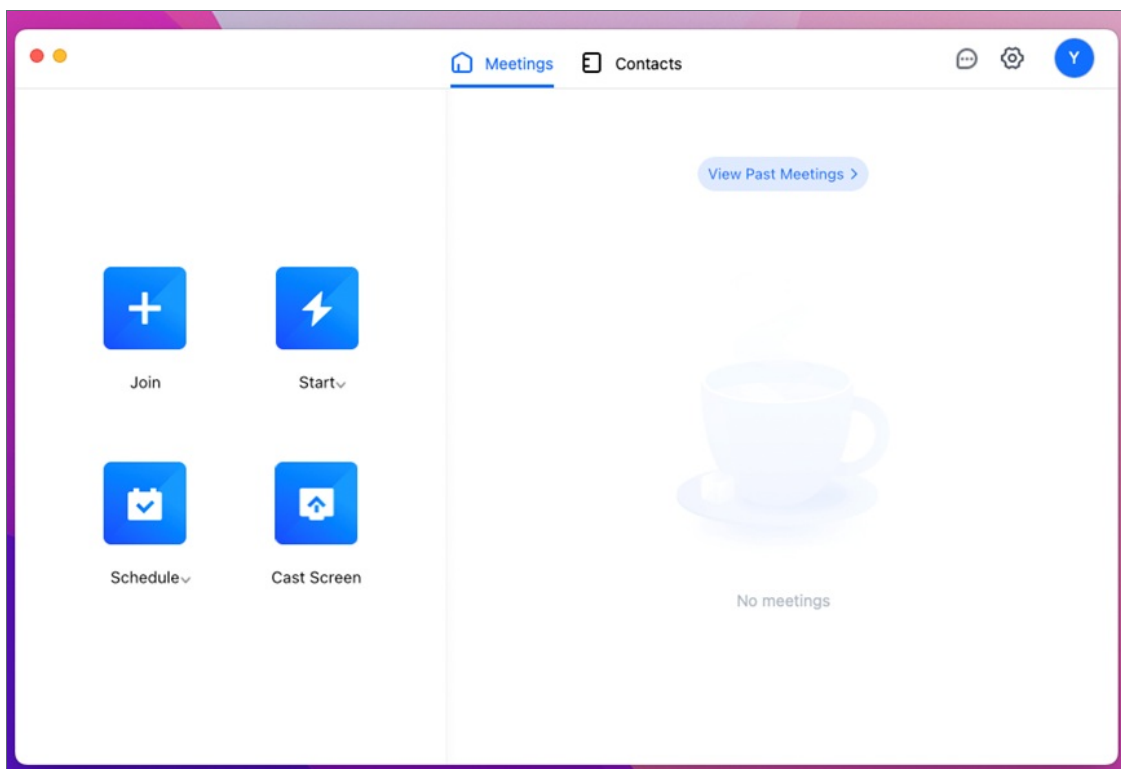 Meetings
Contacts
Y
View Past Meetings >
Join
Start
Schedule
Cast Screen
No meetings